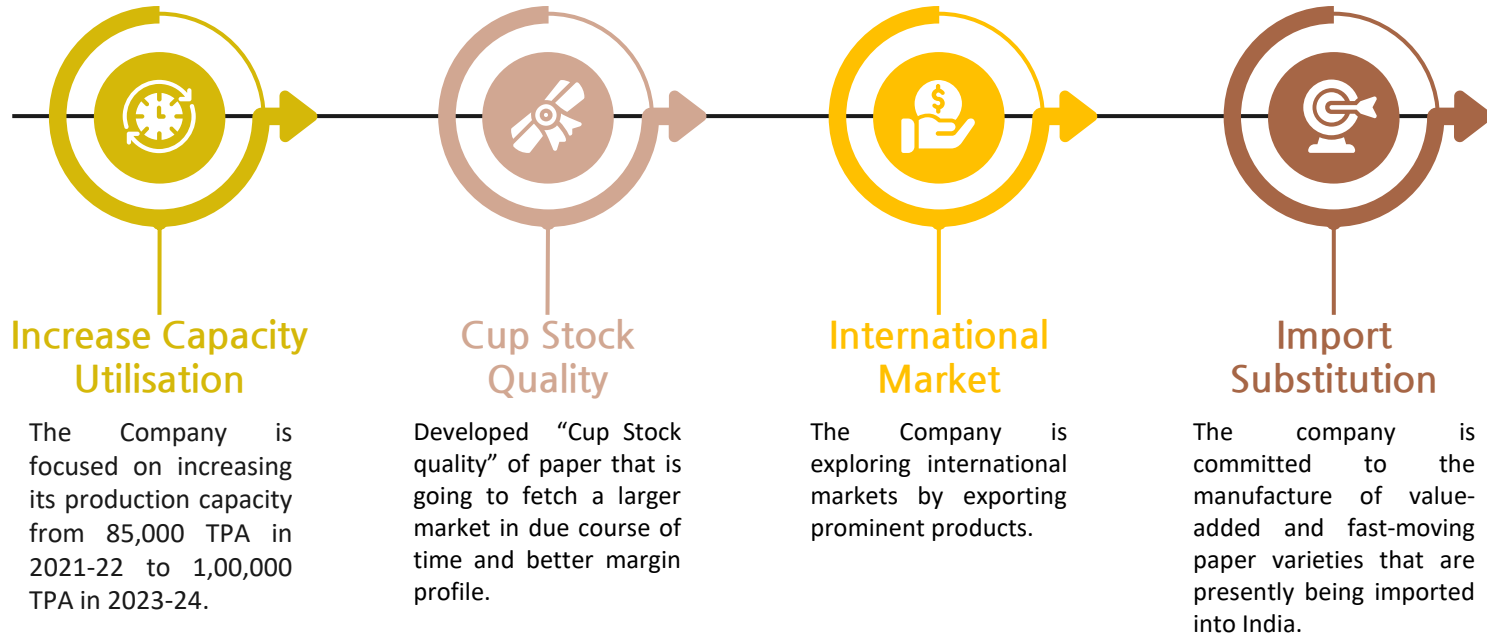 Increase Capacity
Utilisation
The Company is
focused on increasing
its production capacity
from 85,000 TPA in
2021-22 to 1,00,000
TPA in 2023-24.
Cup Stock
Quality
Developed “Cup Stock
quality” of paper that is
going to fetch a larger
market in due course of
time and better margin
profile.
International
Market
The Company is
exploring international
markets by exporting
prominent products.
Import
Substitution
The company is
committed to the
manufacture of value-
added and fast-moving
paper varieties that are
presently being imported
into India.
$